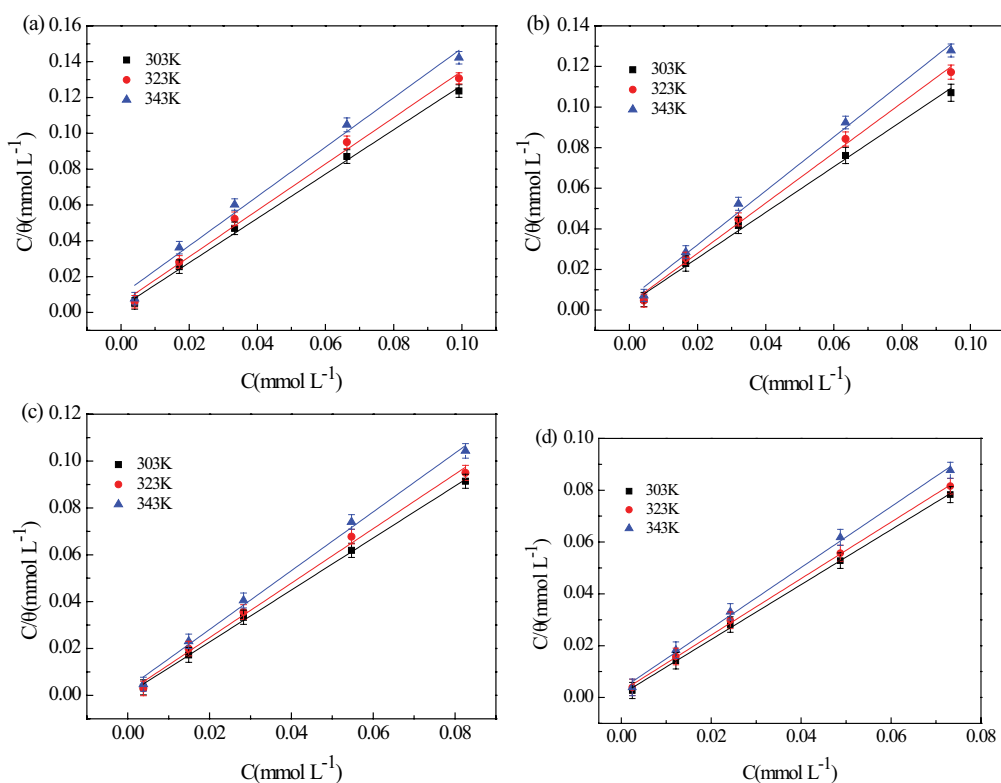 (a)
0.16
0.14
0.12
0.10
0.08
0.06
0.04
0.02
0.00
C/θ(mmol L⁻¹)
303K
323K
343K
0.00 0.02 0.04 0.06 0.08 0.10
C(mmol L⁻¹)
(b)
0.14
0.12
0.10
0.08
0.06
0.04
0.02
0.00
C/θ(mmol L⁻¹)
303K
323K
343K
0.00 0.02 0.04 0.06 0.08 0.10
C(mmol L⁻¹)
(c)
0.12
0.10
0.08
0.06
0.04
0.02
0.00
C/θ(mmol L⁻¹)
303K
323K
343K
0.00 0.02 0.04 0.06 0.08
C(mmol L⁻¹)
(d)
0.10
0.08
0.06
0.04
0.02
0.00
C/θ(mmol L⁻¹)
303K
323K
343K
0.00 0.02 0.04 0.06 0.08
C(mmol L⁻¹)